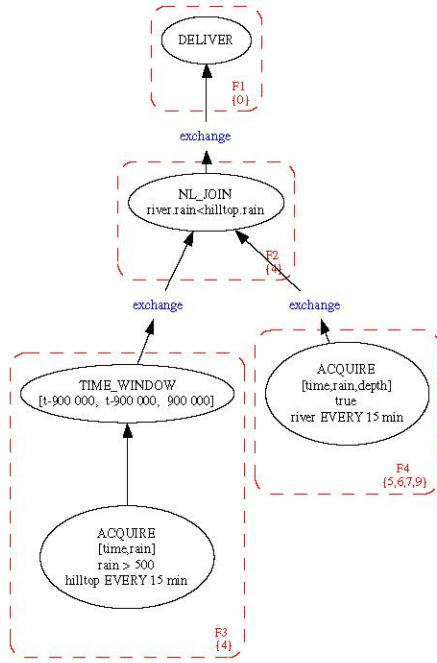 DELIVER
F1
{0}
exchange
NL_JOIN
river.rain<hilltop.rain
F2
{4}
exchange
exchange
TIME_WINDOW
[t-900 000, t-900 000, 900 000]
ACQUIRE
[time,rain,depth]
true
river EVERY 15 min
F4
{5,6,7,9}
ACQUIRE
[time,rain]
rain > 500
hilltop EVERY 15 min
F3
{4}